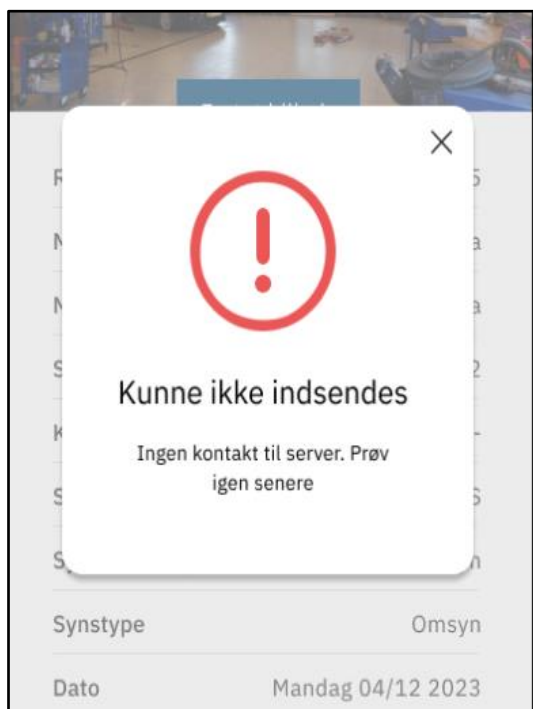 Kunne ikke indsendes
Ingen kontakt til server. Prøv
igen senere
Synstype Omsyn
Dato Mandag 04/12 2023